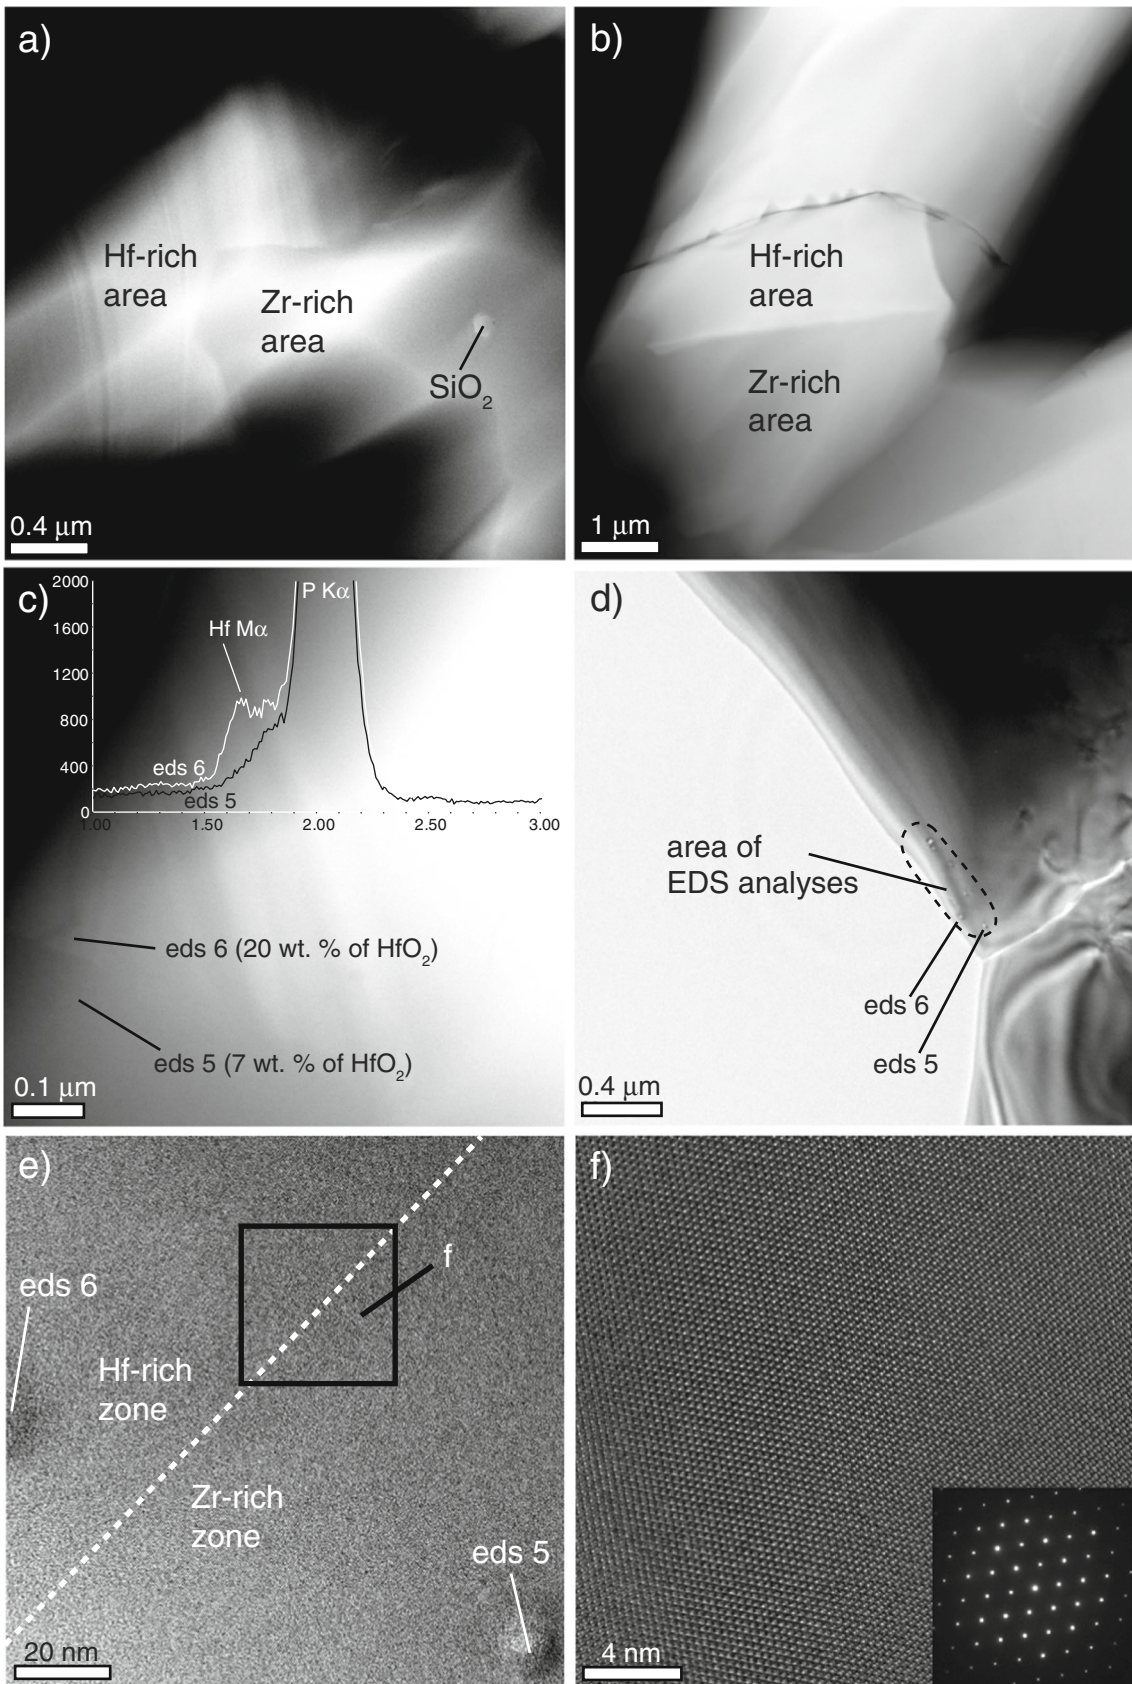 a)
Hf-rich
area
Zr-rich
area
SiO₂
0.4 µm
b)
Hf-rich
area
Zr-rich
area
1 µm
c)
2000
1600
1200
800
400
0
P Kα
Hf Mα
eds 6
eds 5
1.00
1.50
2.00
2.50
3.00
eds 6 (20 wt. % of HfO₂)
eds 5 (7 wt. % of HfO₂)
0.1 µm
d)
area of
EDS analyses
eds 6
eds 5
0.4 µm
e)
eds 6
f
Hf-rich
zone
Zr-rich
zone
eds 5
20 nm
f)
4 nm